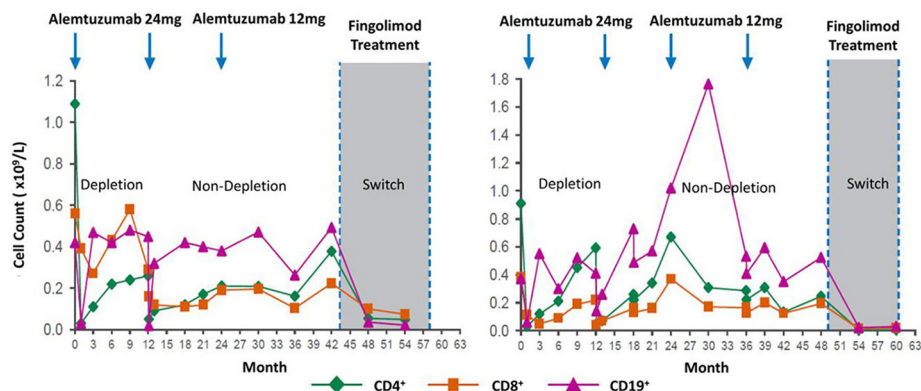 Alemtuzumab 24mg
Alemtuzumab 12mg
Fingolimod
Treatment
Cell Count ( x10⁹/L)
1.2
1.0
0.8
0.6
0.4
0.2
0.0
Depletion
Non-Depletion
Switch
0 3 6 9 12 15 18 21 24 27 30 33 36 39 42 45 48 51 54 57 60 63
Month
Alemtuzumab 24mg
Alemtuzumab 12mg
Fingolimod
Treatment
1.8
1.6
1.4
1.2
1.0
0.8
0.6
0.4
0.2
0.0
Depletion
Non-Depletion
Switch
0 3 6 9 12 15 18 21 24 27 30 33 36 39 42 45 48 51 54 57 60 63
Month
CD4⁺ CD8⁺ CD19⁺